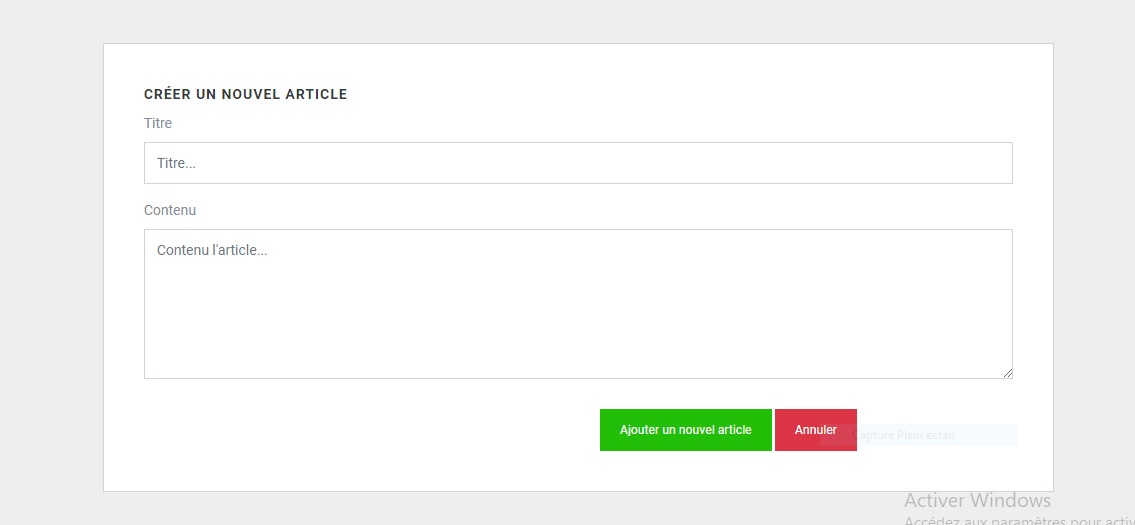 CRÉER UN NOUVEL ARTICLE
Titre
Titre...
Contenu
Contenu l'article...
Ajouter un nouvel article
Annuler
Capture Plein écran
Activer Windows
Accédez aux paramètres pour activ